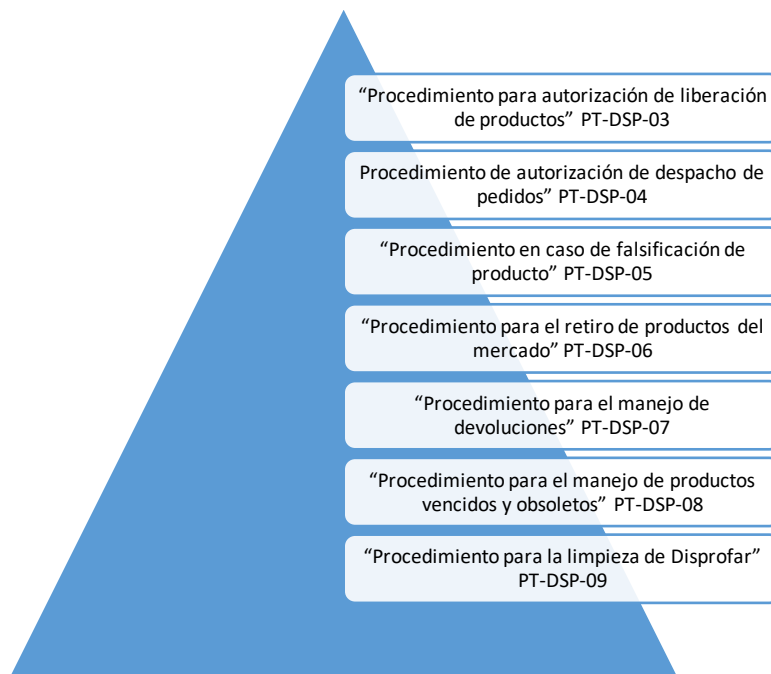 “Procedimiento para autorización de liberación
de productos” PT-DSP-03
Procedimiento de autorización de despacho de
pedidos” PT-DSP-04
“Procedimiento en caso de falsificación de
producto” PT-DSP-05
“Procedimiento para el retiro de productos del
mercado” PT-DSP-06
“Procedimiento para el manejo de
devoluciones” PT-DSP-07
“Procedimiento para el manejo de productos
vencidos y obsoletos” PT-DSP-08
“Procedimiento para la limpieza de Disprofar”
PT-DSP-09